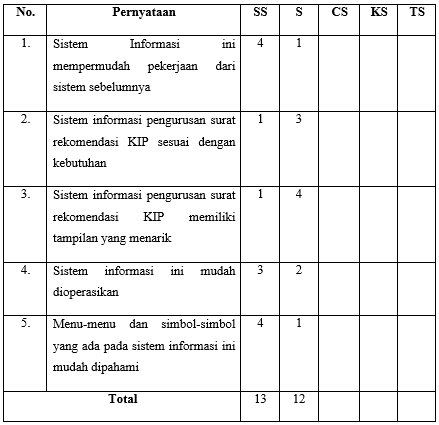 No. Pernyataan SS S CS KS TS
1. Sistem Informasi ini 4 1
mempermudah pekerjaan dari
sistem sebelumnya
2. Sistem informasi pengurusan surat 1 3
rekomendasi KIP sesuai dengan
kebutuhan
3. Sistem informasi pengurusan surat 1 4
rekomendasi KIP memiliki
tampilan yang menarik
4. Sistem informasi ini mudah 3 2
dioperasikan
5. Menu-menu dan simbol-simbol 4 1
yang ada pada sistem informasi ini
mudah dipahami
Total 13 12